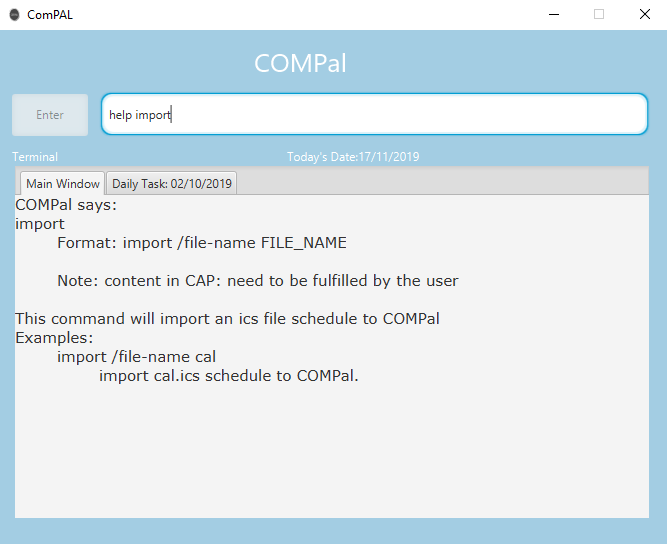 ComPAL
COMPal
Enter
help import
Terminal
Today's Date:17/11/2019
Main Window
Daily Task: 02/10/2019
COMPal says:
import
Format: import /file-name FILE_NAME
Note: content in CAP: need to be fulfilled by the user
This command will import an ics file schedule to COMPal
Examples:
import /file-name cal
import cal.ics schedule to COMPal.